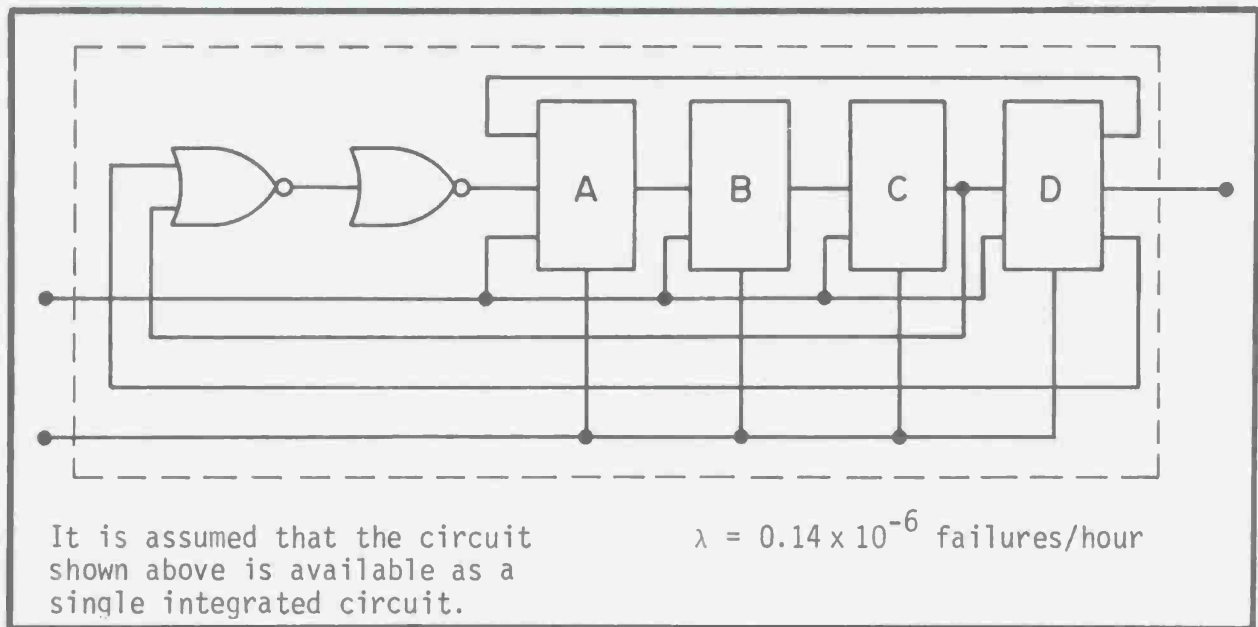 A B C D
It is assumed that the circuit
shown above is available as a
single integrated circuit.
λ = 0.14 x 10⁻⁶ failures/hour